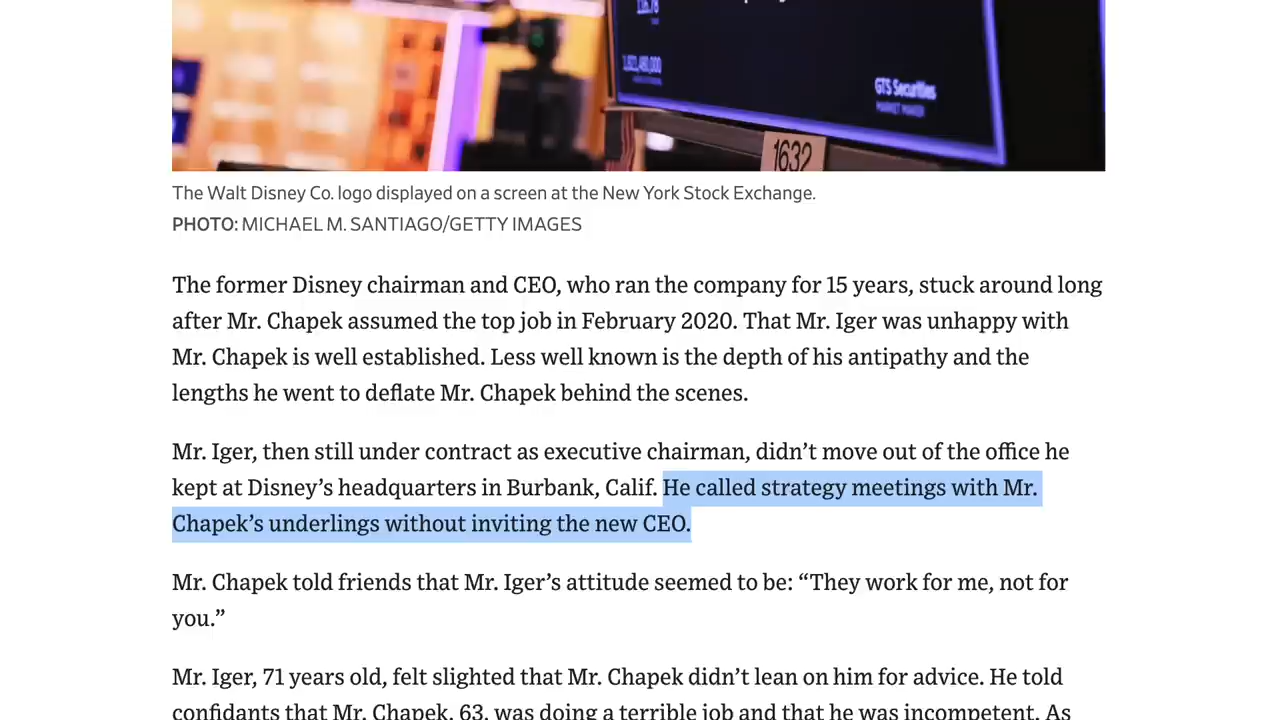 GTS Securities
MARKET MAKER
1632
The Walt Disney Co. logo displayed on a screen at the New York Stock Exchange.
PHOTO: MICHAEL M. SANTIAGO/GETTY IMAGES
The former Disney chairman and CEO, who ran the company for 15 years, stuck around long
after Mr. Chapek assumed the top job in February 2020. That Mr. Iger was unhappy with
Mr. Chapek is well established. Less well known is the depth of his antipathy and the
lengths he went to deflate Mr. Chapek behind the scenes.
Mr. Iger, then still under contract as executive chairman, didn’t move out of the office he
kept at Disney’s headquarters in Burbank, Calif. He called strategy meetings with Mr.
Chapek’s underlings without inviting the new CEO.
Mr. Chapek told friends that Mr. Iger’s attitude seemed to be: “They work for me, not for
you.”
Mr. Iger, 71 years old, felt slighted that Mr. Chapek didn’t lean on him for advice. He told
confidants that Mr. Chapek, 63, was doing a terrible job and that he was incompetent. As